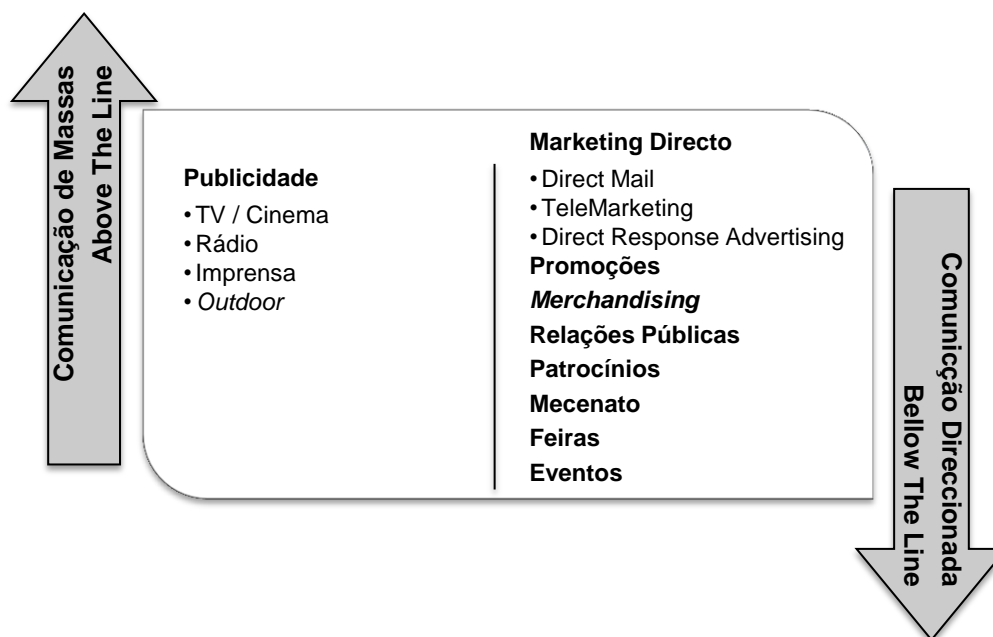 Comunicação de Massas
Above The Line
Publicidade
• TV / Cinema
• Rádio
• Imprensa
• Outdoor
Marketing Directo
• Direct Mail
• TeleMarketing
• Direct Response Advertising
Promoções
Merchandising
Relações Públicas
Patrocínios
Mecenato
Feiras
Eventos
Comunicção Direccionada
Bellow The Line